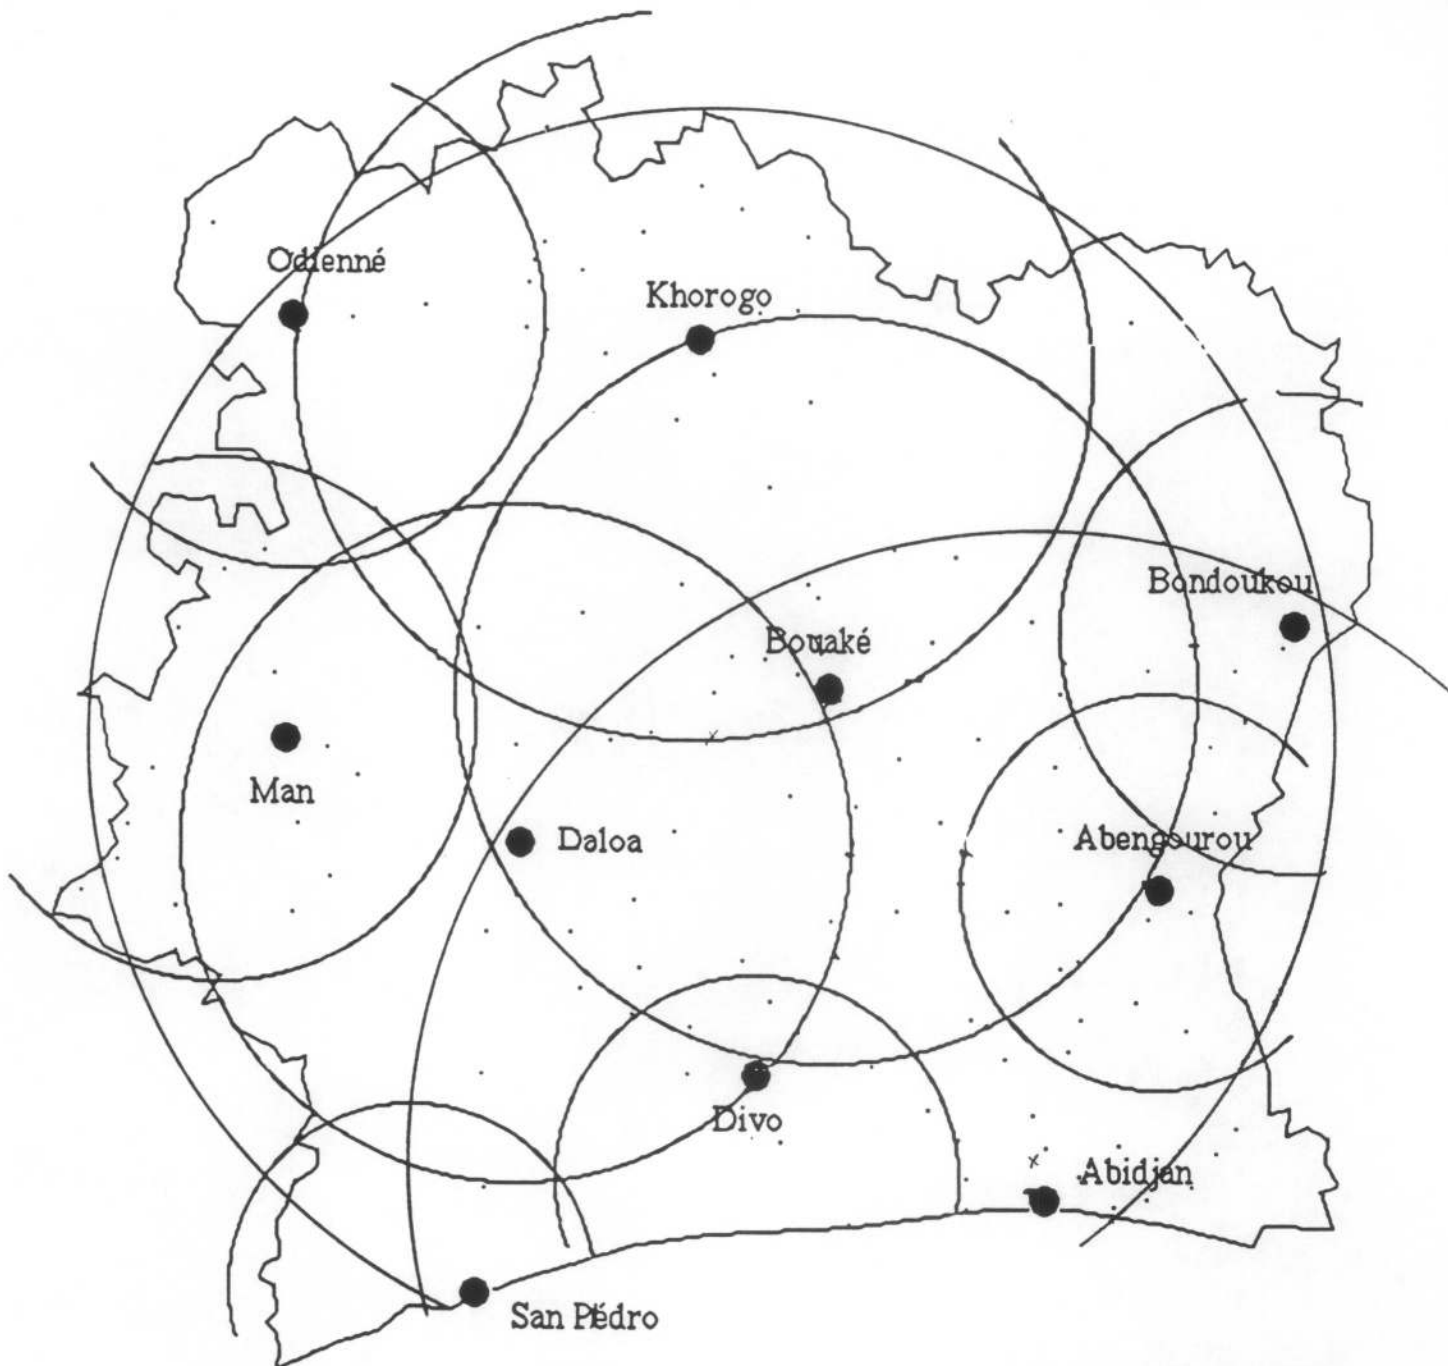 Odienné
Khorogo
Bondoukou
Bouaké
Man
Daloa
Abengourou
Divo
Abidjan
San Pédro